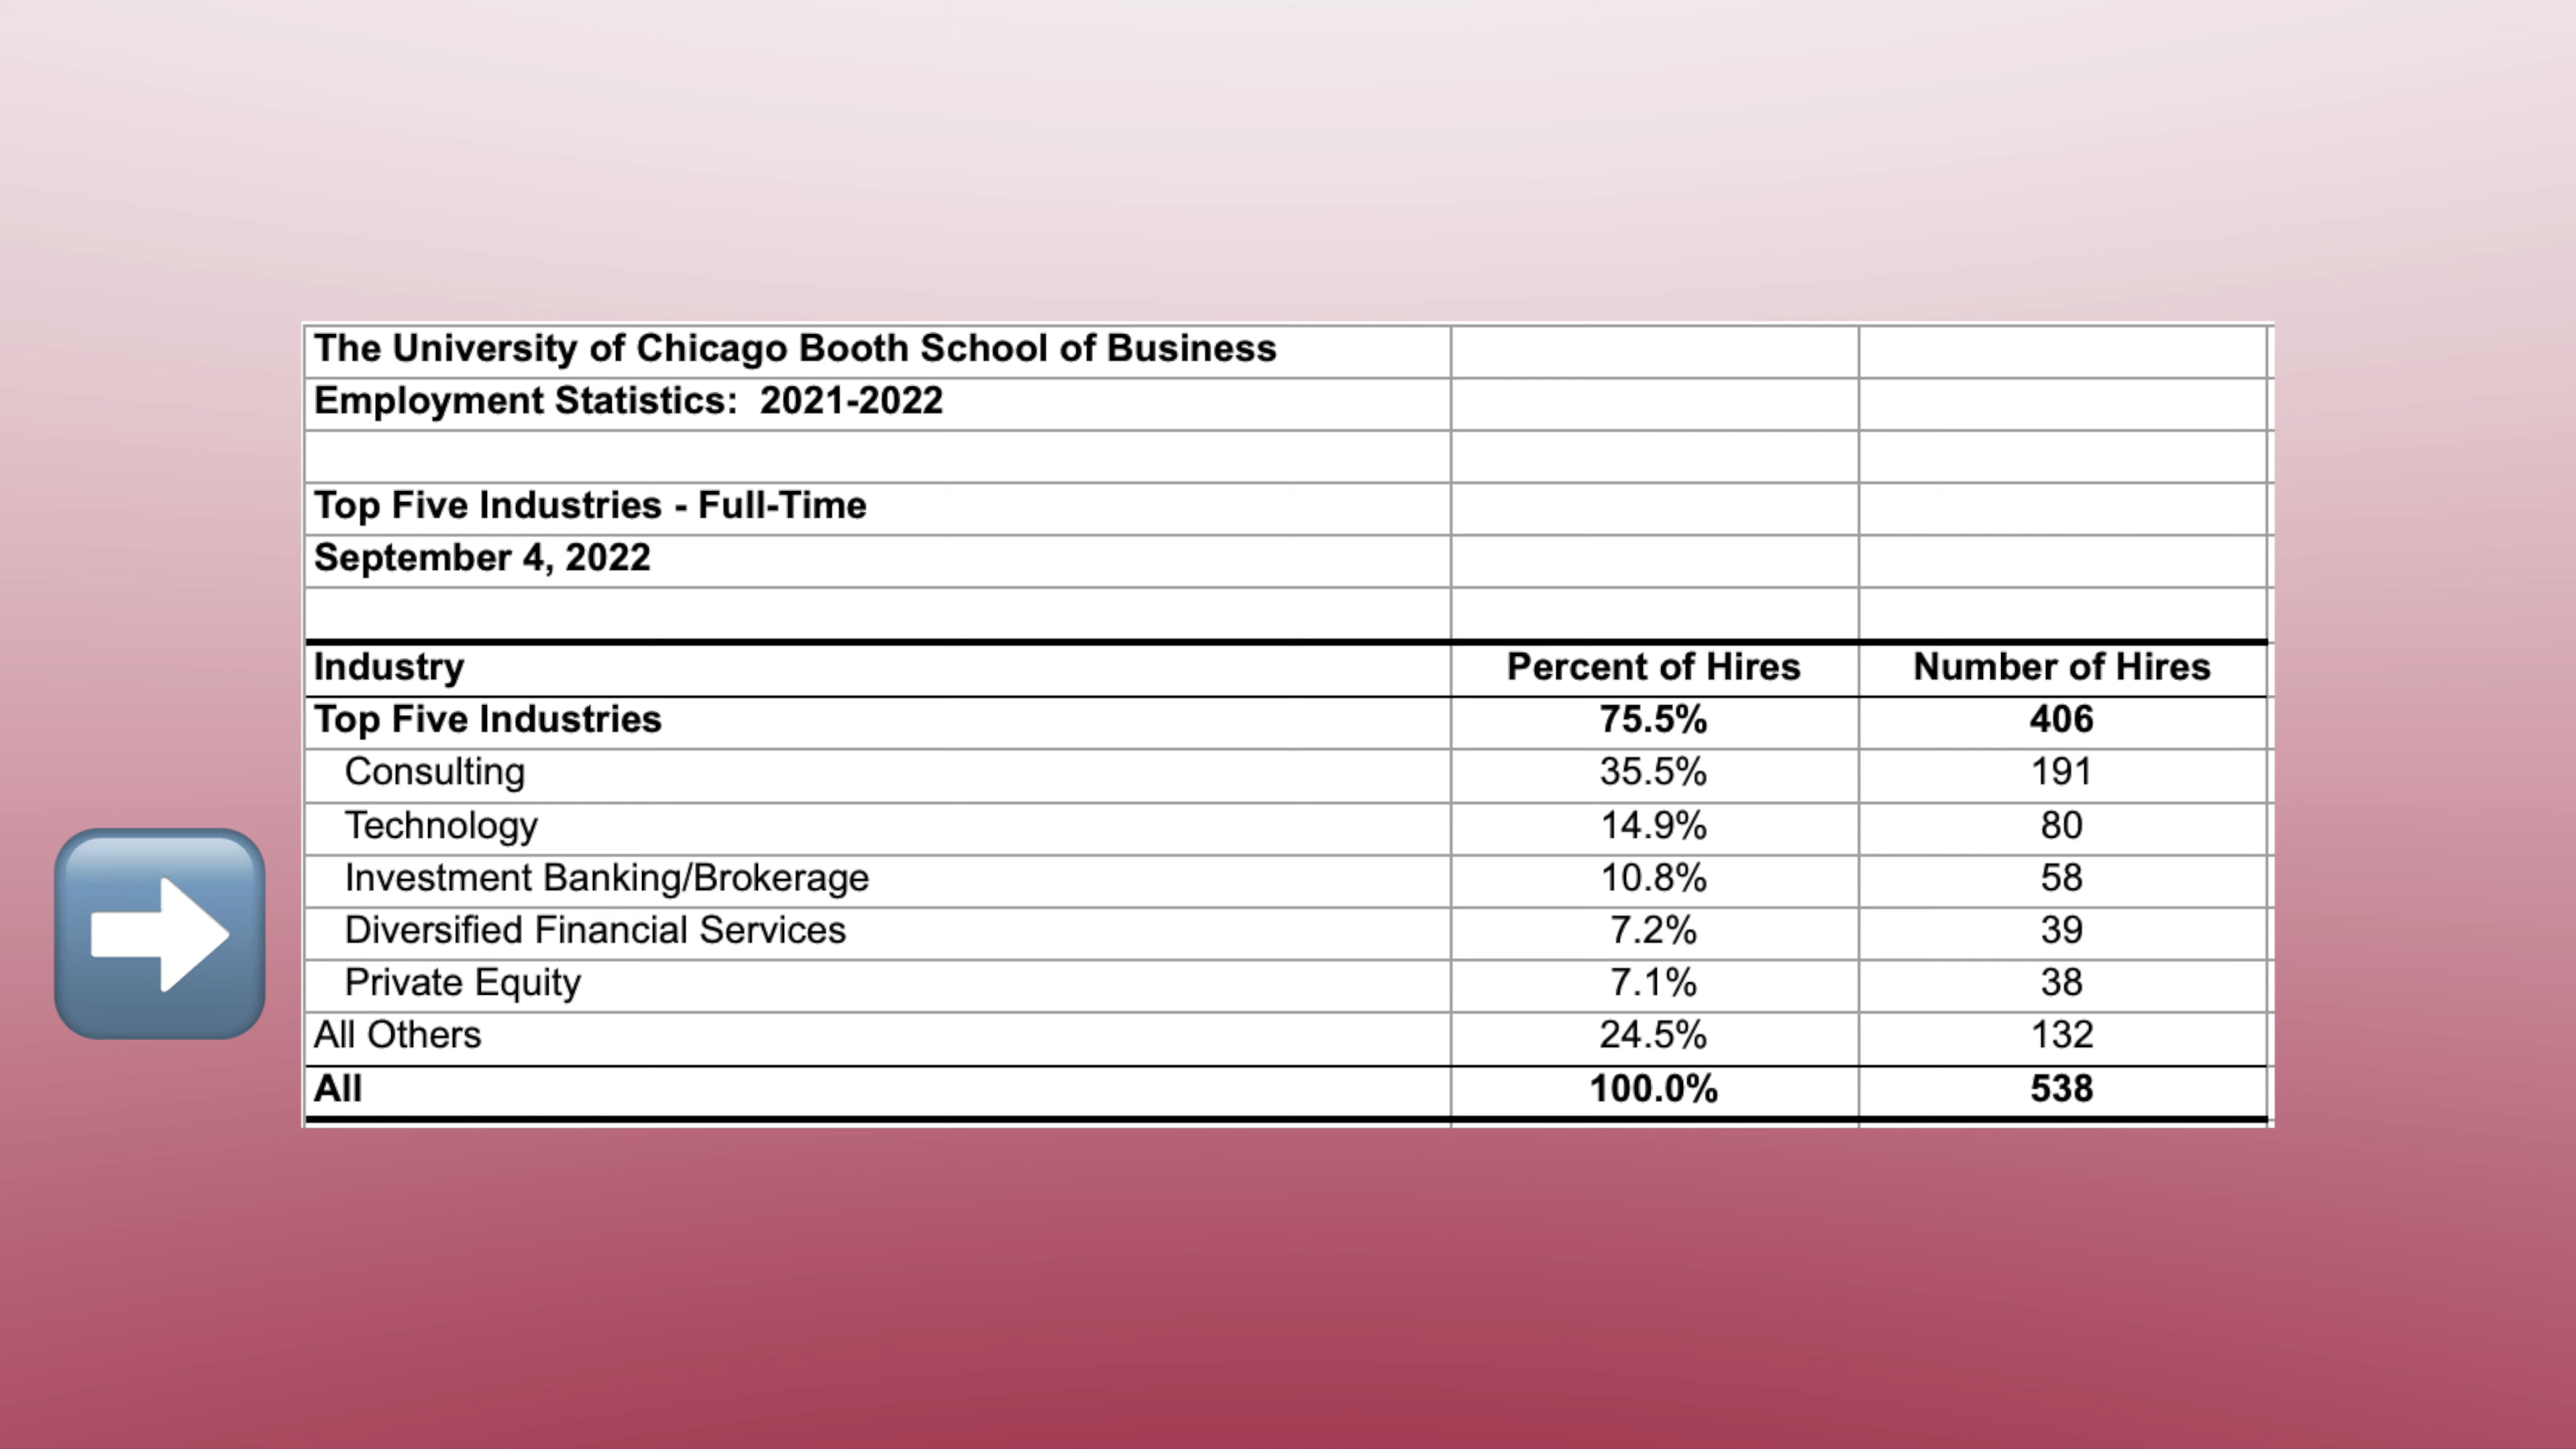 The University of Chicago Booth School of Business
Employment Statistics: 2021-2022
Top Five Industries - Full-Time
September 4, 2022
Industry Percent of Hires Number of Hires
Top Five Industries 75.5% 406
Consulting 35.5% 191
Technology 14.9% 80
Investment Banking/Brokerage 10.8% 58
Diversified Financial Services 7.2% 39
Private Equity 7.1% 38
All Others 24.5% 132
All 100.0% 538